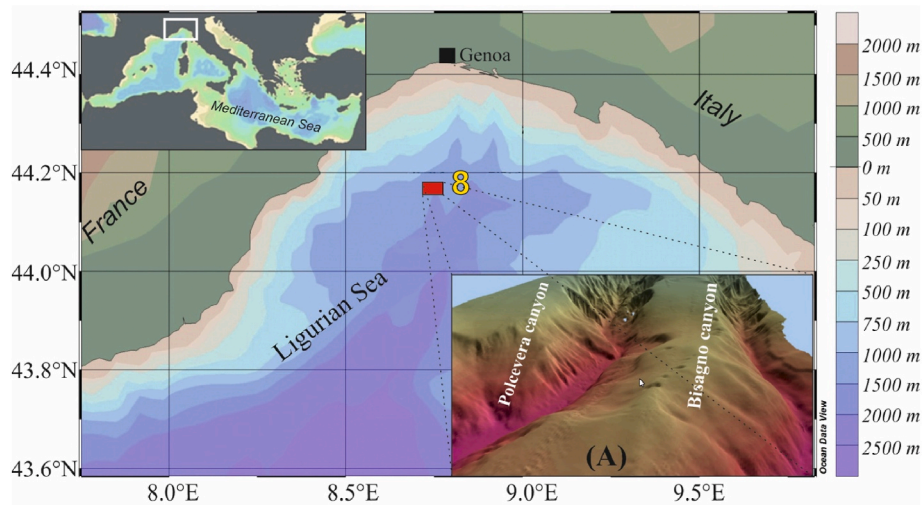 Mediterranean Sea
Genoa
Italy
France
8
Ligurian Sea
Polcevera canyon
Bisagno canyon
(A)
44.4°N
44.2°N
44.0°N
43.8°N
43.6°N
8.0°E
8.5°E
9.0°E
9.5°E
Ocean Data View
2000 m
1500 m
1000 m
500 m
0 m
50 m
100 m
250 m
500 m
750 m
1000 m
1500 m
2000 m
2500 m